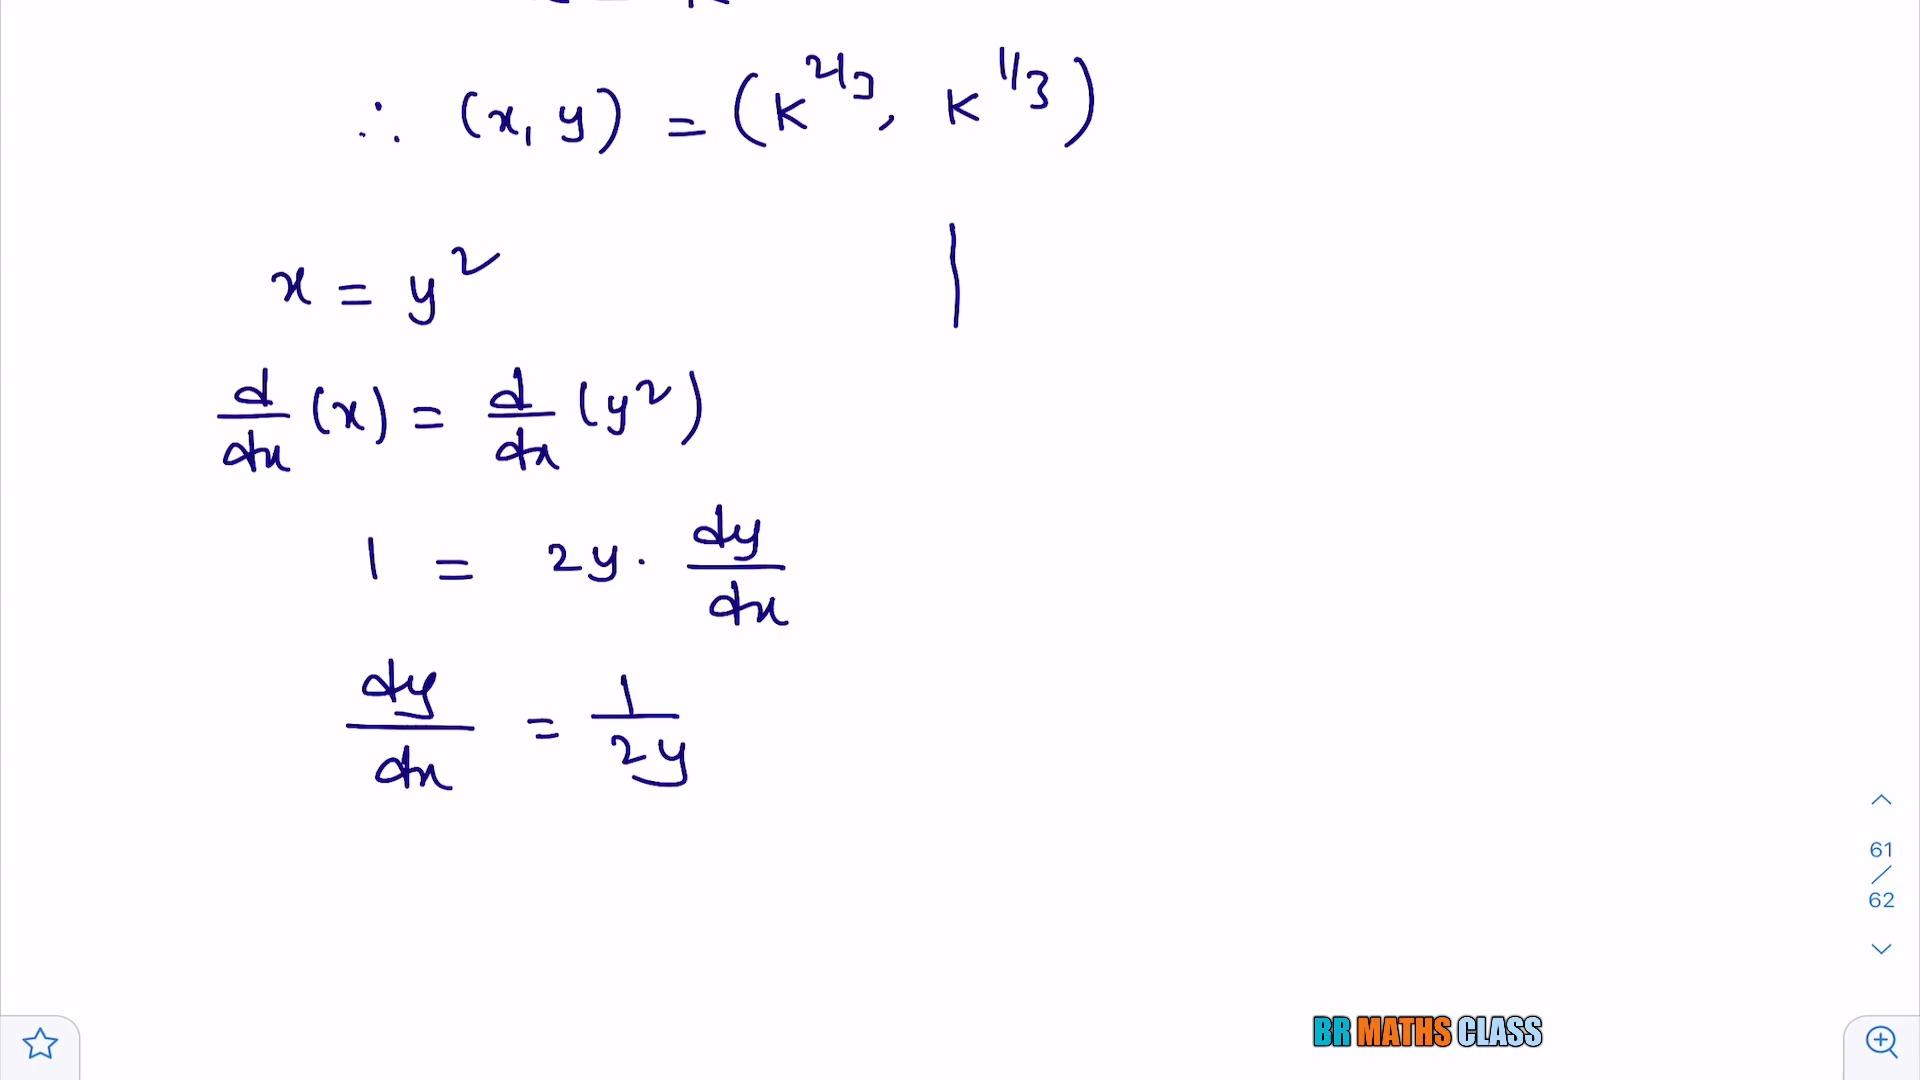 ∴ (x, y) = (K^2/3, K^1/3)
x = y^2
d/dx (x) = d/dx (y^2)
1 = 2y · dy/dx
dy/dx = 1/2y
61
/
62
BR MATHS CLASS